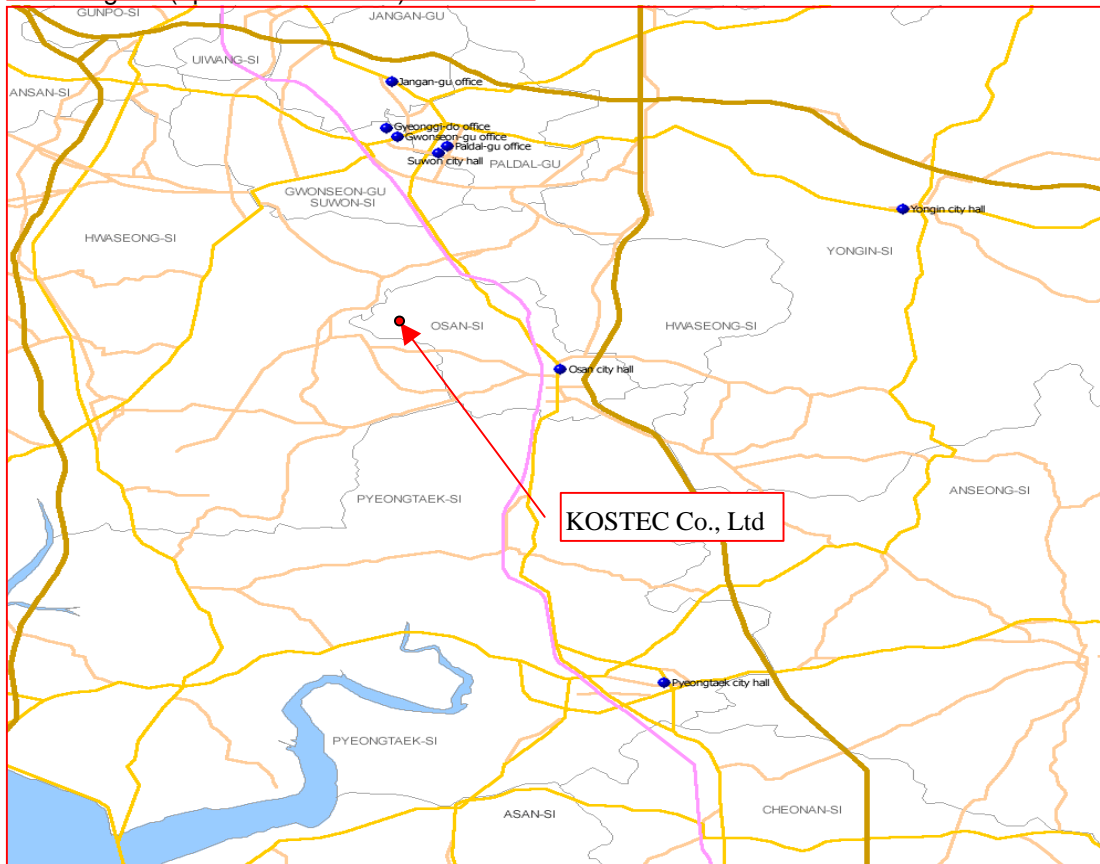 GUNPO-SI
JANGAN-GU
UIWANG-SI
Jangan-gu office
ANSAN-SI
Gyeonggi-do office
Gwonseon-gu office
Paldal-gu office
Suwon city hall
PALDAL-GU
GWONSEON-GU
SUWON-SI
Yongin city hall
HWASEONG-SI
YONGIN-SI
OSAN-SI
HWASEONG-SI
Osan city hall
PYEONGTAEK-SI
ANSEONG-SI
KOSTEC Co., Ltd
Pyeongtaek city hall
PYEONGTAEK-SI
ASAN-SI
CHEONAN-SI